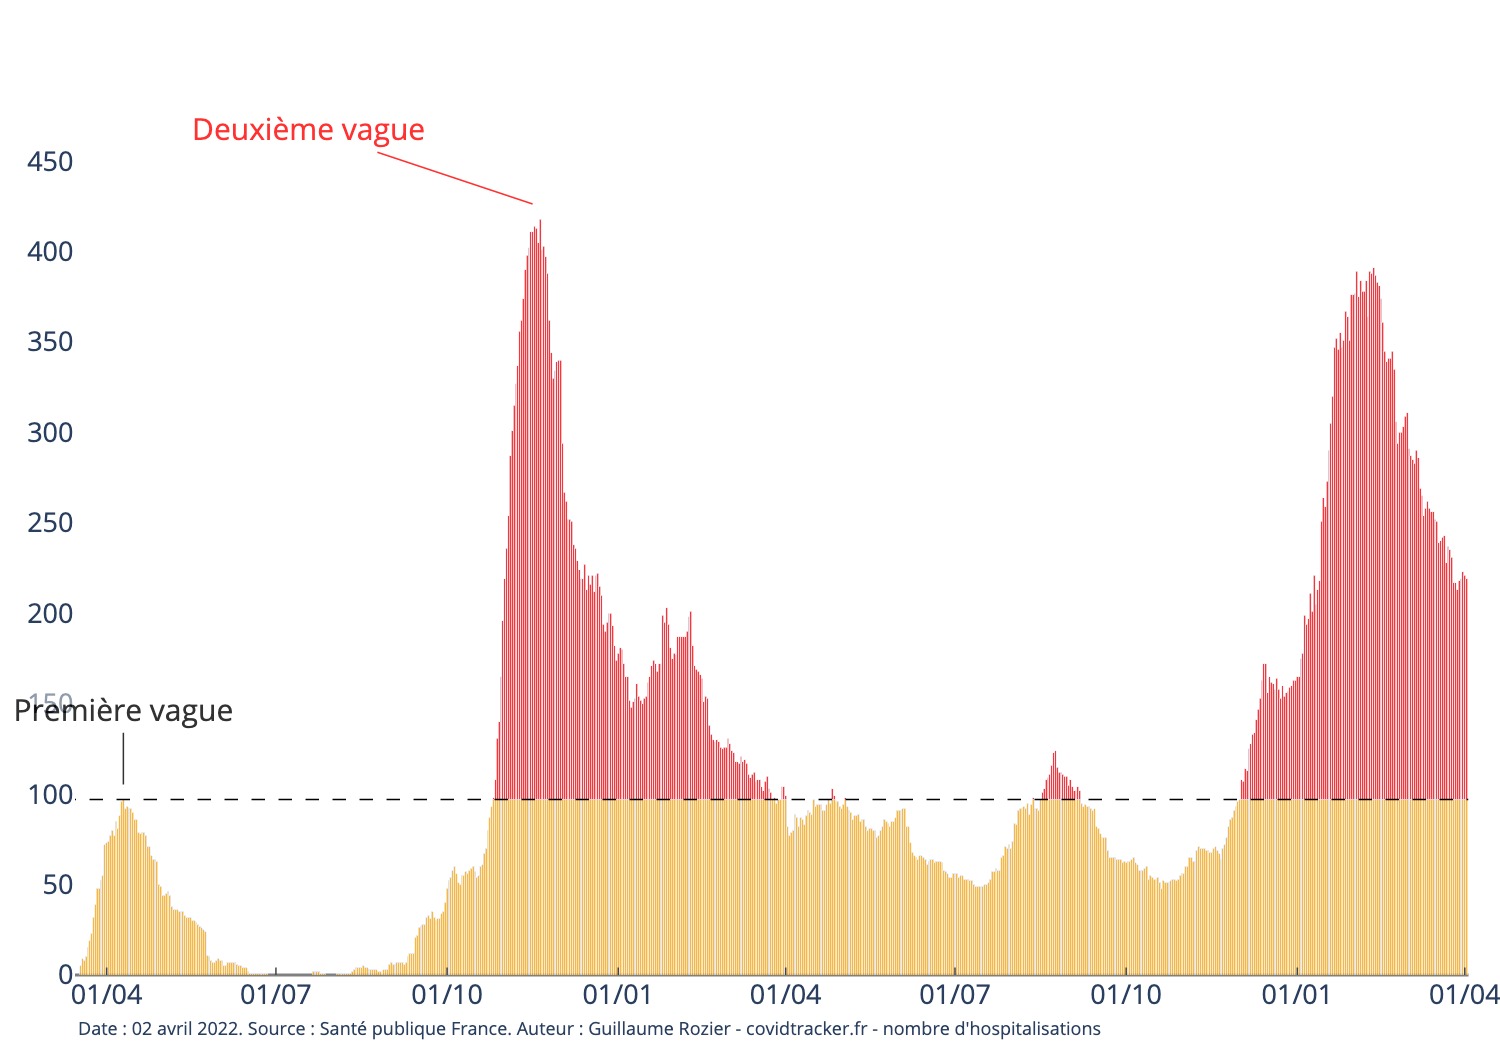 Deuxième vague
450
400
350
300
250
200
150
Première vague
100
50
0
01/04 01/07 01/10 01/01 01/04 01/07 01/10 01/01 01/04
Date : 02 avril 2022. Source : Santé publique France. Auteur : Guillaume Rozier - covidtracker.fr - nombre d'hospitalisations